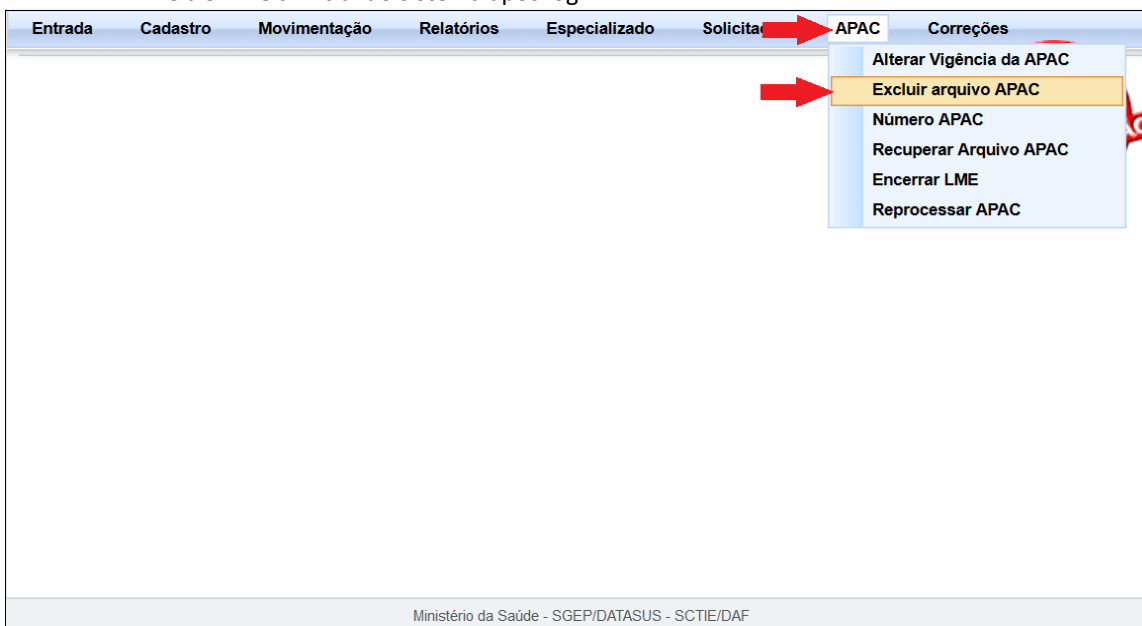 Entrada Cadastro Movimentação Relatórios Especializado APAC Correções
Alterar Vigência da APAC
Excluir arquivo APAC
Número APAC
Recuperar Arquivo APAC
Encerrar LME
Reprocessar APAC
Ministério da Saúde - SGEP/DATASUS - SCTIE/DAF